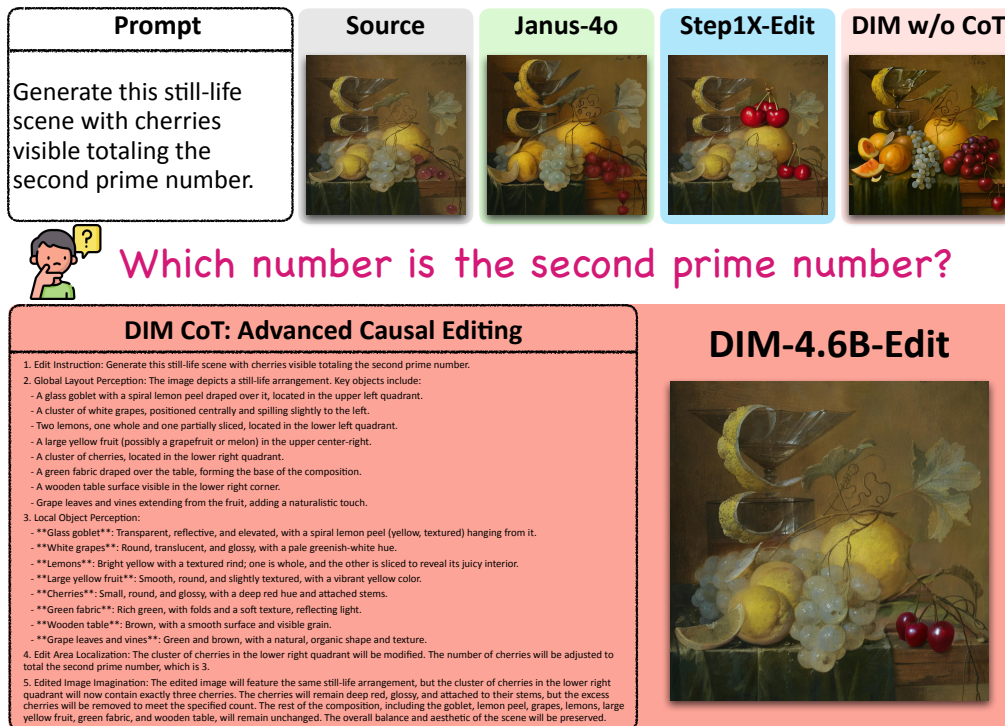 Prompt
Source
Janus-4o
Step1X-Edit
DIM w/o CoT
Generate this still-life
scene with cherries
visible totaling the
second prime number.
?
Which number is the second prime number?
DIM CoT: Advanced Causal Editing
1. Edit Instruction: Generate this still-life scene with cherries visible totaling the second prime number.
2. Global Layout Perception: The image depicts a still-life arrangement. Key objects include:
- A glass goblet with a spiral lemon peel draped over it, located in the upper left quadrant.
- A cluster of white grapes, positioned centrally and spilling slightly to the left.
- Two lemons, one whole and one partially sliced, located in the lower left quadrant.
- A large yellow fruit (possibly a grapefruit or melon) in the upper center-right.
- A cluster of cherries, located in the lower right quadrant.
- A green fabric draped over the table, forming the base of the composition.
- A wooden table surface visible in the lower right corner.
- Grape leaves and vines extending from the fruit, adding a naturalistic touch.
3. Local Object Perception:
- **Glass goblet**: Transparent, reflective, and elevated, with a spiral lemon peel (yellow, textured) hanging from it.
- **White grapes**: Round, translucent, and glossy, with a pale greenish-white hue.
- **Lemons**: Bright yellow with a textured rind; one is whole, and the other is sliced to reveal its juicy interior.
- **Large yellow fruit**: Smooth, round, and slightly textured, with a vibrant yellow color.
- **Cherries**: Small, round, and glossy, with a deep red hue and attached stems.
- **Green fabric**: Rich green, with folds and a soft texture, reflecting light.
- **Wooden table**: Brown, with a smooth surface and visible grain.
- **Grape leaves and vines**: Green and brown, with a natural, organic shape and texture.
4. Edit Area Localization: The cluster of cherries in the lower right quadrant will be modified. The number of cherries will be adjusted to
total the second prime number, which is 3.
5. Edited Image Imagination: The edited image will feature the same still-life arrangement, but the cluster of cherries in the lower right
quadrant will now contain exactly three cherries. The cherries will remain deep red, glossy, and attached to their stems, but the excess
cherries will be removed to meet the specified count. The rest of the composition, including the goblet, lemon peel, grapes, lemons, large
yellow fruit, green fabric, and wooden table, will remain unchanged. The overall balance and aesthetic of the scene will be preserved.
DIM-4.6B-Edit